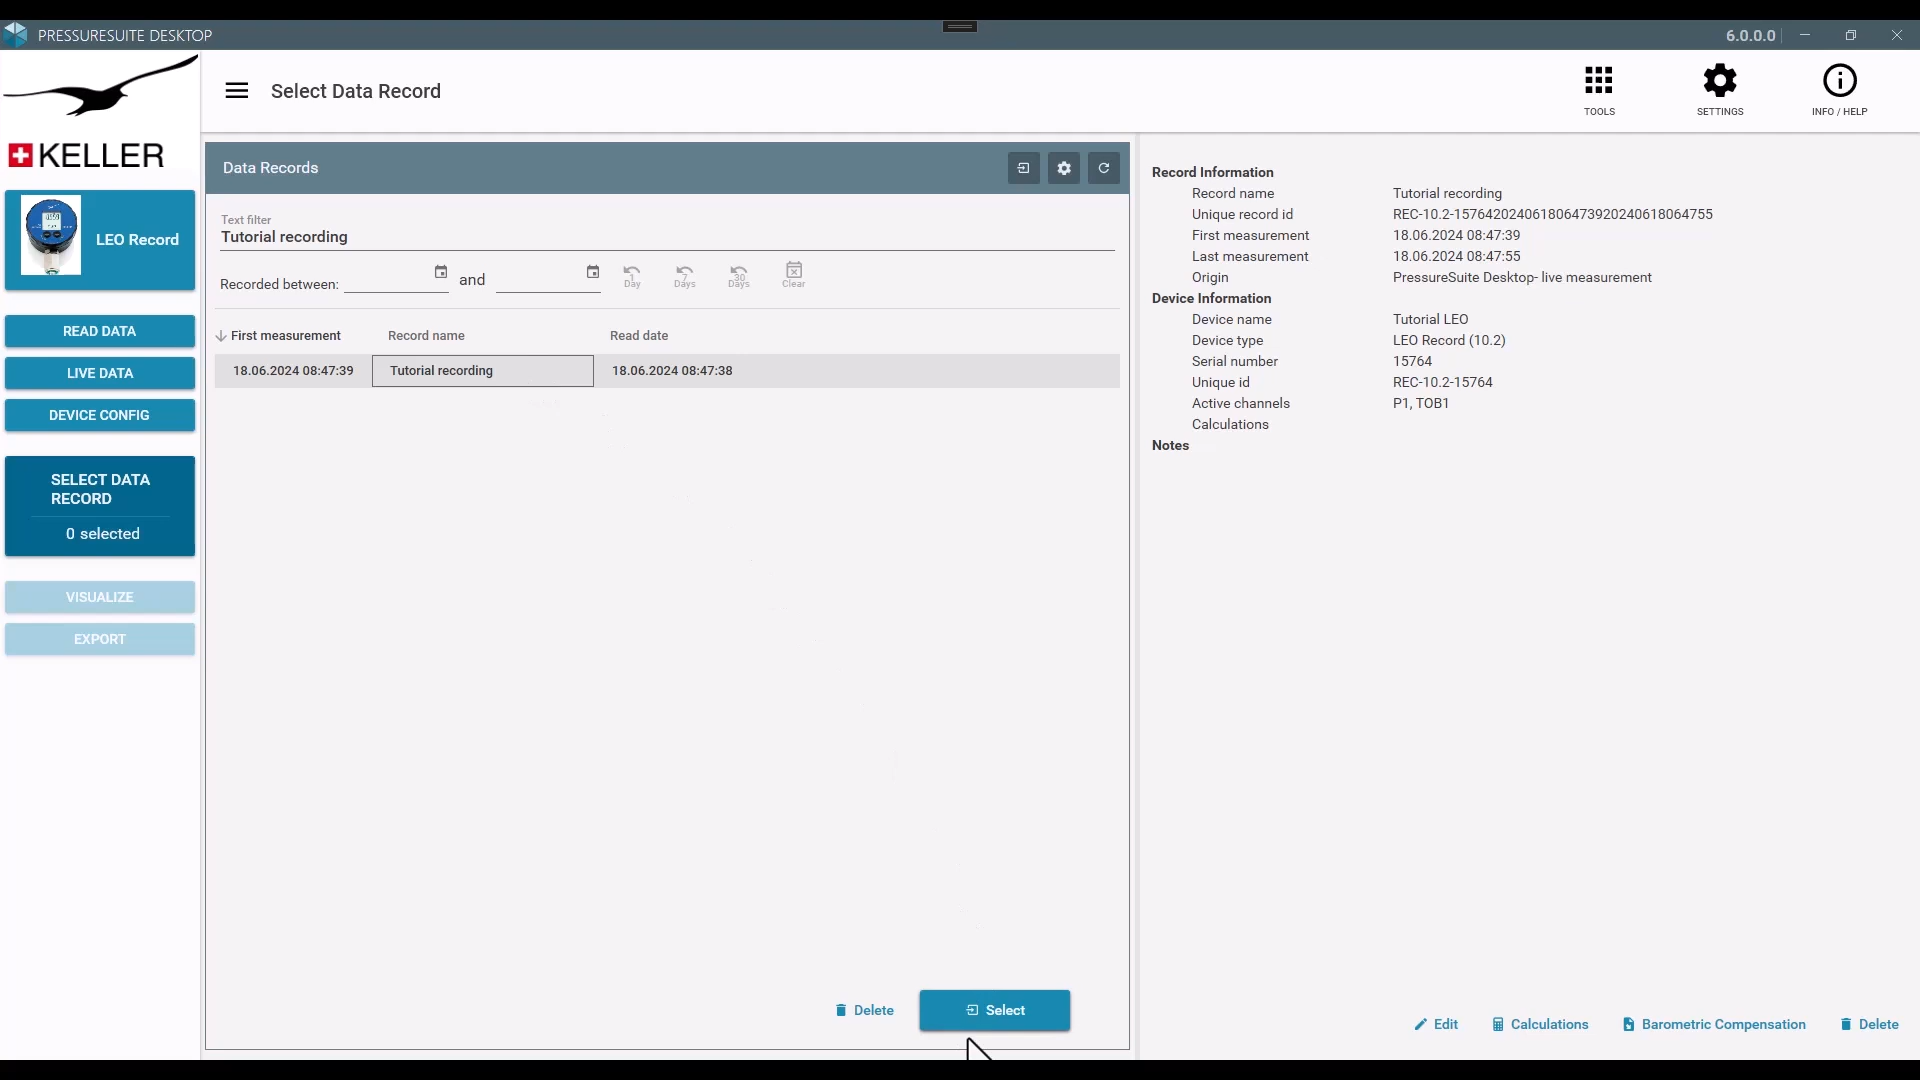 PRESSURESUITE DESKTOP
6.0.0.0
KELLER
Select Data Record
TOOLS
SETTINGS
INFO / HELP
LEO Record
READ DATA
LIVE DATA
DEVICE CONFIG
SELECT DATA
RECORD
0 selected
VISUALIZE
EXPORT
Data Records
Text filter
Tutorial recording
Recorded between: and
1 Day
7 Days
30 Days
Clear
First measurement Record name Read date
18.06.2024 08:47:39 Tutorial recording 18.06.2024 08:47:38
Delete
Select
Record Information
Record name Tutorial recording
Unique record id REC-10.2-157642024061806473920240618064755
First measurement 18.06.2024 08:47:39
Last measurement 18.06.2024 08:47:55
Origin PressureSuite Desktop- live measurement
Device Information
Device name Tutorial LEO
Device type LEO Record (10.2)
Serial number 15764
Unique id REC-10.2-15764
Active channels P1, TOB1
Calculations
Notes
Edit
Calculations
Barometric Compensation
Delete